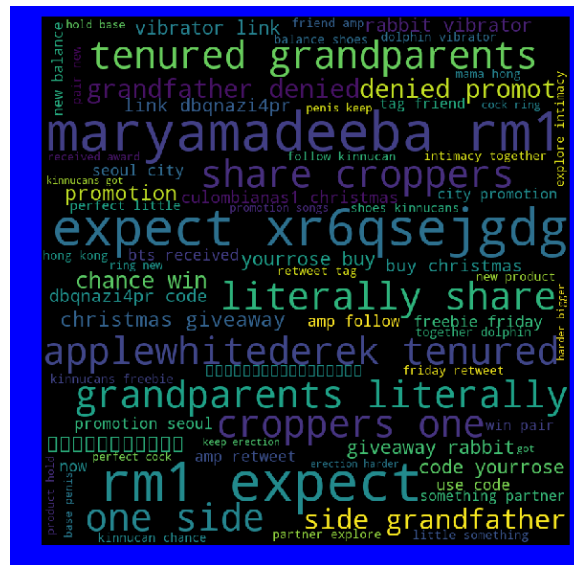 hold base
vibrator link
friend amp
rabbit vibrator
balance shoes
dolphin vibrator
new balance
tenured grandparents
mama hong
pair new
grandfather denied
denied promot
link dbqnazi4pr
penis keep
tag friend
cock ring
explore intimacy
maryamadeeba rm1
received award
follow kinnucan
intimacy together
seoul city
share croppers
kinnucans got
promotion
culombianas1 christmas
city promotion
perfect little
promotion songs
shoes kinnucans
expect xr6qsejgdg
hong kong
bts received
yourrose buy
buy christmas
ring new
retweet tag
new product
chance win
dbqnazi4pr code
literally share
christmas giveaway
amp follow
freebie friday
together dolphin
harder bigger
applewhitederek tenured
friday retweet
kinnucans freebie
grandparents literally
promotion seoul
croppers one
win pair
keep erection
giveaway rabbit
got
perfect cock
amp retweet
now
erection harder
code yourrose
use code
product hold
base penis
rm1 expect
something partner
one side
side grandfather
kinnucan chance
partner explore
little something